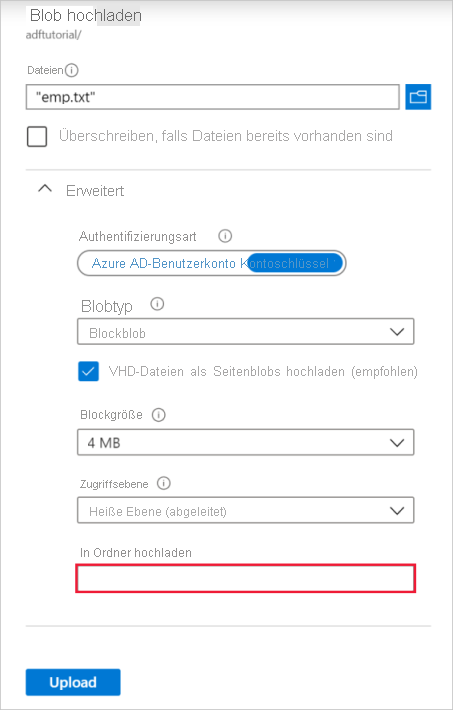 Blob hochladen
adftutorial/
Dateien
"emp.txt"
Überschreiben, falls Dateien bereits vorhanden sind
Erweitert
Authentifizierungsart
Azure AD-Benutzerkonto Kontoschlüssel
Blobtyp
Blockblob
VHD-Dateien als Seitenblobs hochladen (empfohlen)
Blockgröße
4 MB
Zugriffsebene
Heiße Ebene (abgeleitet)
In Ordner hochladen
Upload